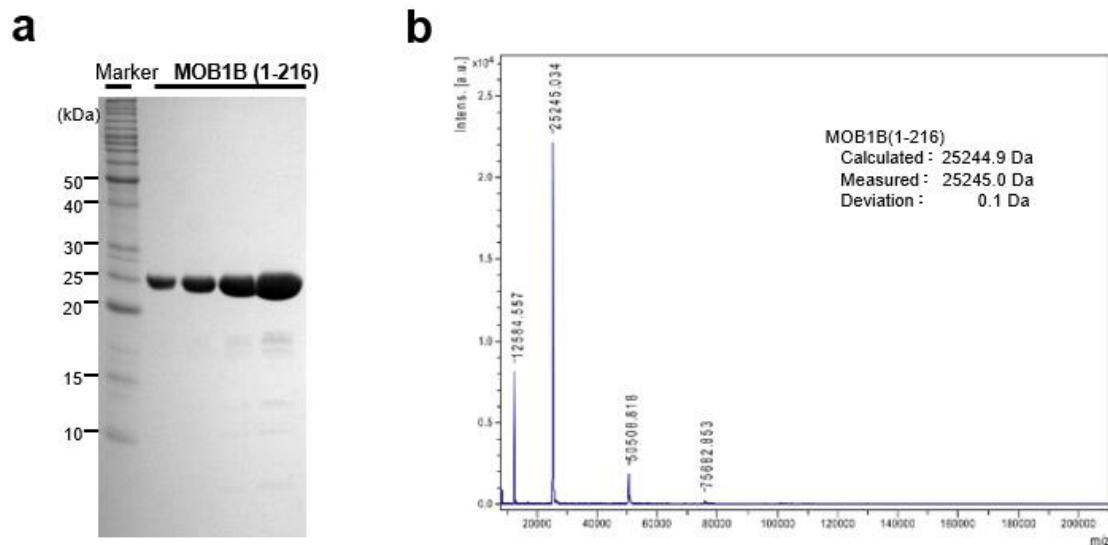 a
Marker MOB1B (1-216)
(kDa)
50
40
30
25
20
15
10
b
x10⁴
Intens. [a.u.]
2.5
2.0
1.5
1.0
0.5
0.0
12584.557
25245.034
50508.818
75682.853
MOB1B(1-216)
Calculated : 25244.9 Da
Measured : 25245.0 Da
Deviation : 0.1 Da
20000 40000 60000 80000 100000 120000 140000 160000 180000 200000
m/z